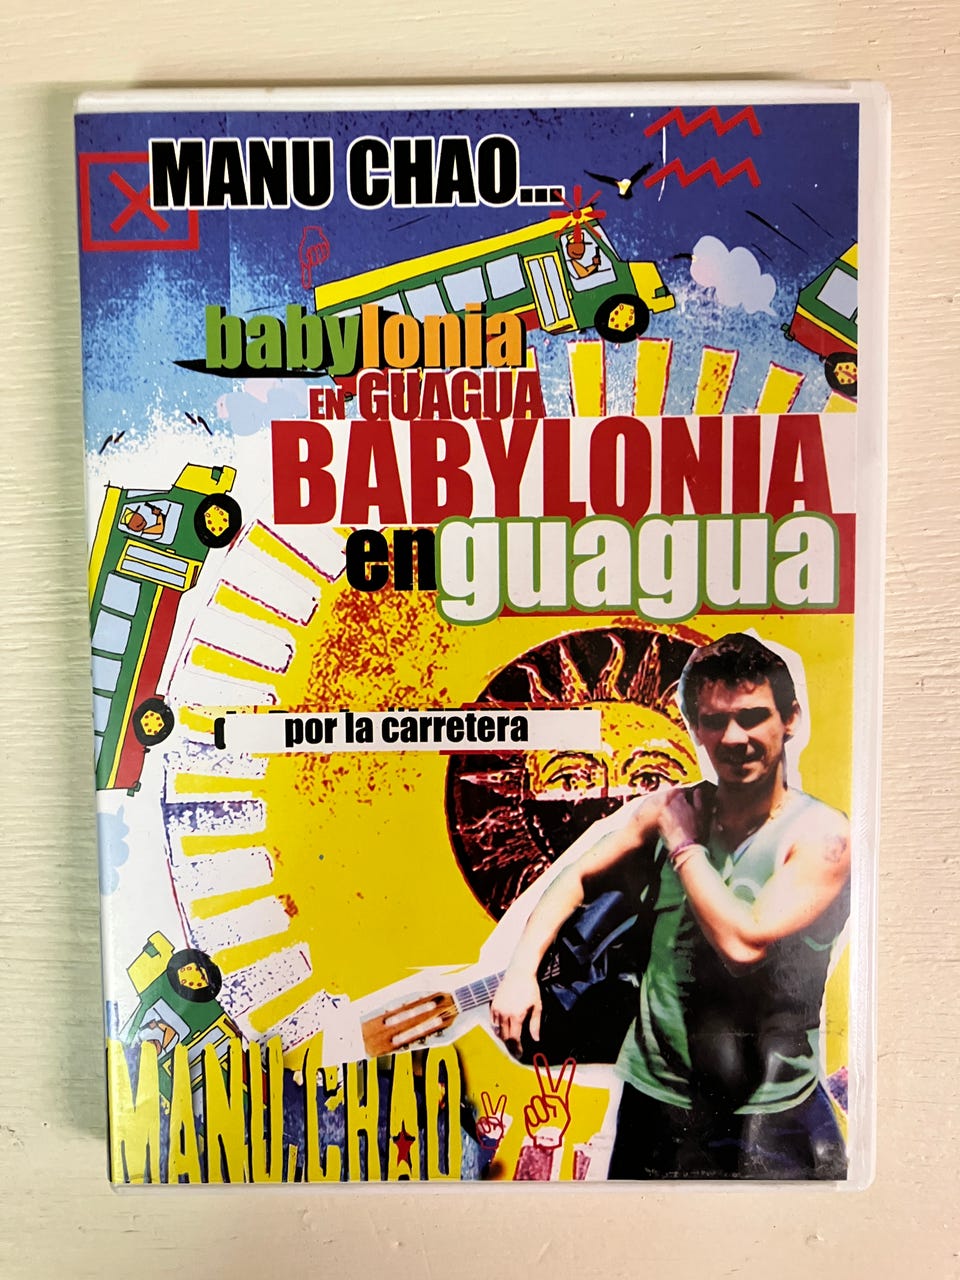 MANU CHAO...
babylonia
EN GUAGUA
BABYLONIA
enguagua
por la carretera
MANU CHAO